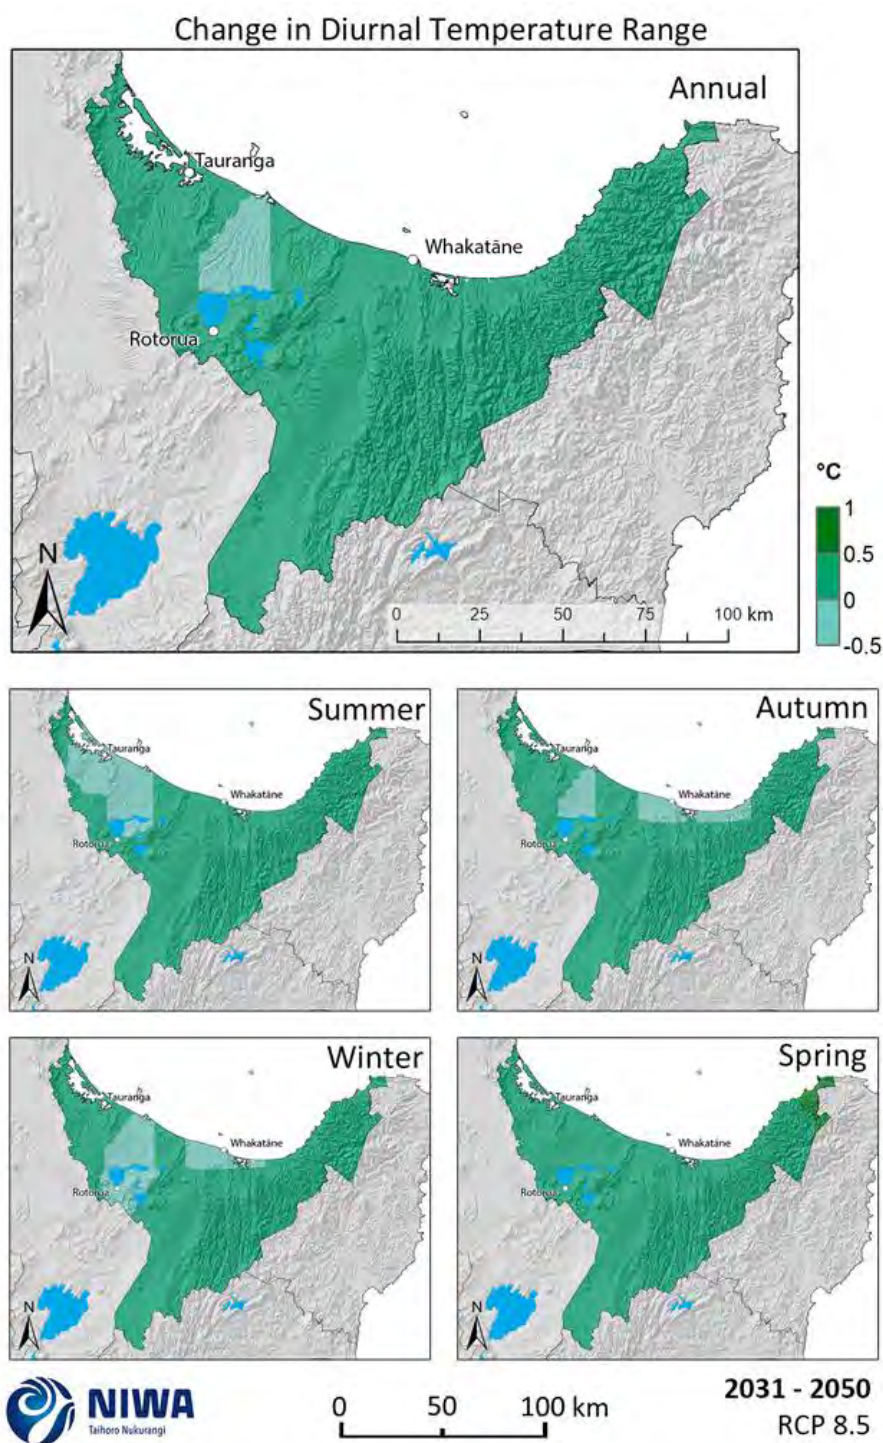 Change in Diurnal Temperature Range
Annual
Tauranga
Whakatāne
Rotorua
°C
1
0.5
0
-0.5
N
0 25 50 75 100 km
Summer
Tauranga
Whakatāne
Rotorua
N
Autumn
Tauranga
Whakatāne
Rotorua
N
Winter
Tauranga
Whakatāne
Rotorua
N
Spring
Tauranga
Whakatāne
Rotorua
N
NIWA
Taihoro Nukurangi
0 50 100 km
2031 - 2050
RCP 8.5